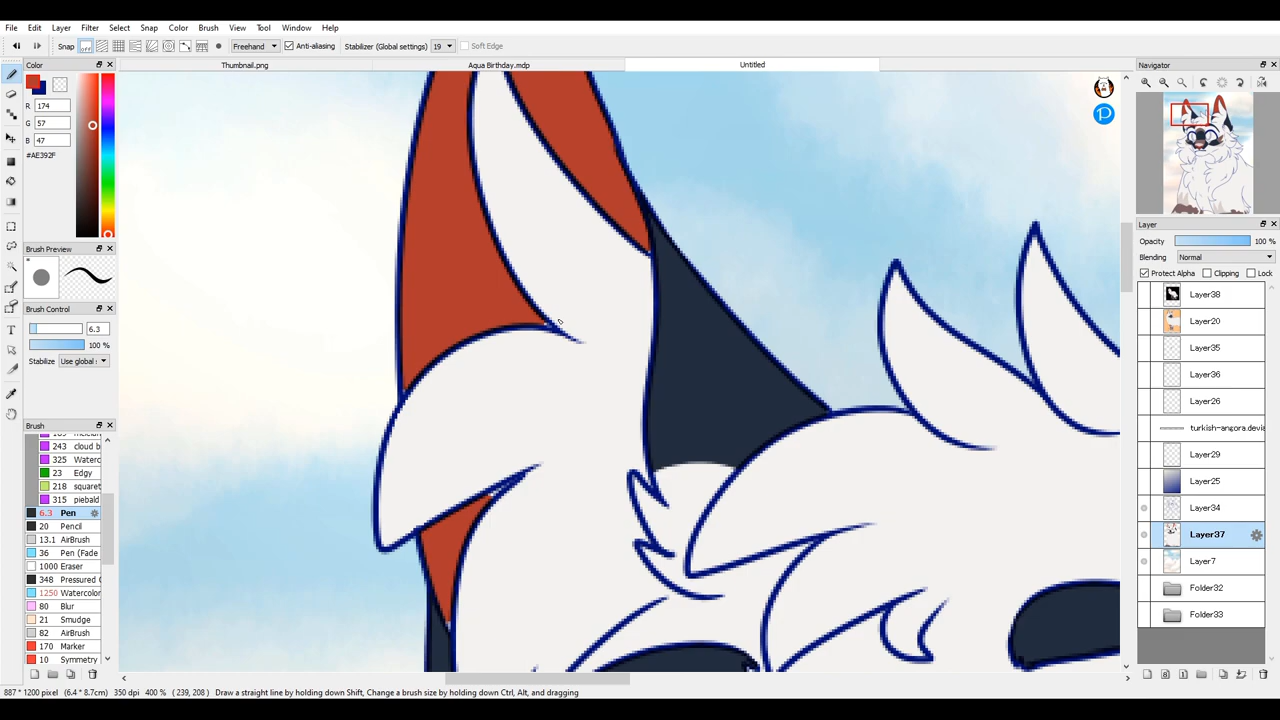 File Edit Layer Filter Select Snap Color Brush View Tool Window Help
Snap off Freehand Anti-aliasing Stabilizer (Global settings) 19 Soft Edge
Color
Thumbnail.png
Aqua Birthday.mdp
Untitled
Navigator
R 174
G 57
B 47
#AE392F
Brush Preview
Brush Control
6.3
100 %
Stabilize Use global
Brush
243 cloud b
325 Waterc
23 Edgy
218 squaret
315 piebald
6.3 Pen
20 Pencil
13.1 AirBrush
36 Pen (Fade
1000 Eraser
348 Pressured
1250 Watercolor
80 Blur
21 Smudge
82 AirBrush
170 Marker
10 Symmetry
Layer
Opacity 100 %
Blending Normal
Protect Alpha Clipping Lock
Layer38
Layer20
Layer35
Layer36
Layer26
turkish-angora.devia
Layer29
Layer25
Layer34
Layer37
Layer7
Folder32
Folder33
887 * 1200 pixel (6.4 * 8.7cm) 350 dpi 400 % ( 239, 208 ) Draw a straight line by holding down Shift, Change a brush size by holding down Ctrl, Alt, and dragging